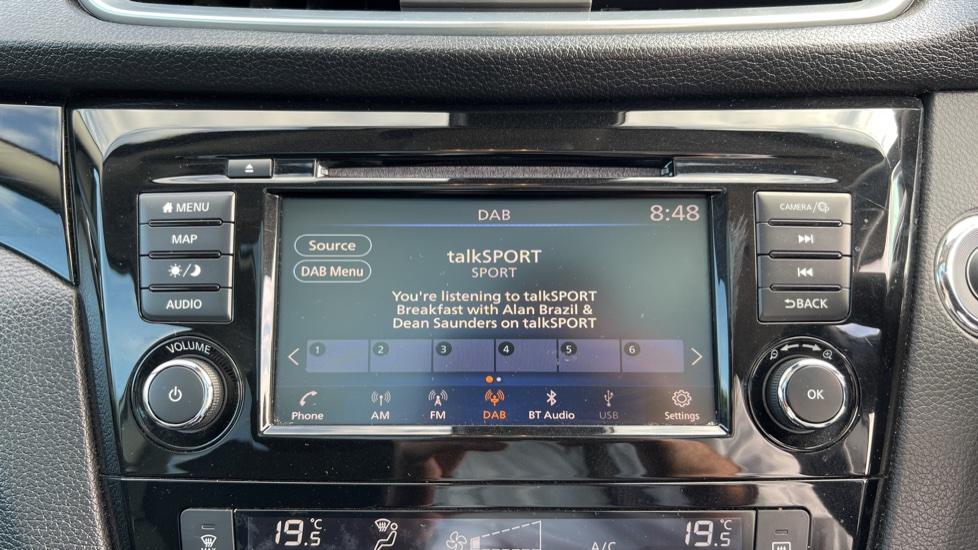 MENU
MAP
AUDIO
VOLUME
DAB
8:48
Source
DAB Menu
talkSPORT
SPORT
You're listening to talkSPORT
Breakfast with Alan Brazil &
Dean Saunders on talkSPORT
1 2 3 4 5 6
Phone AM FM DAB BT Audio USB Settings
CAMERA/
BACK
OK
19.5°C
A/C
19.5°C